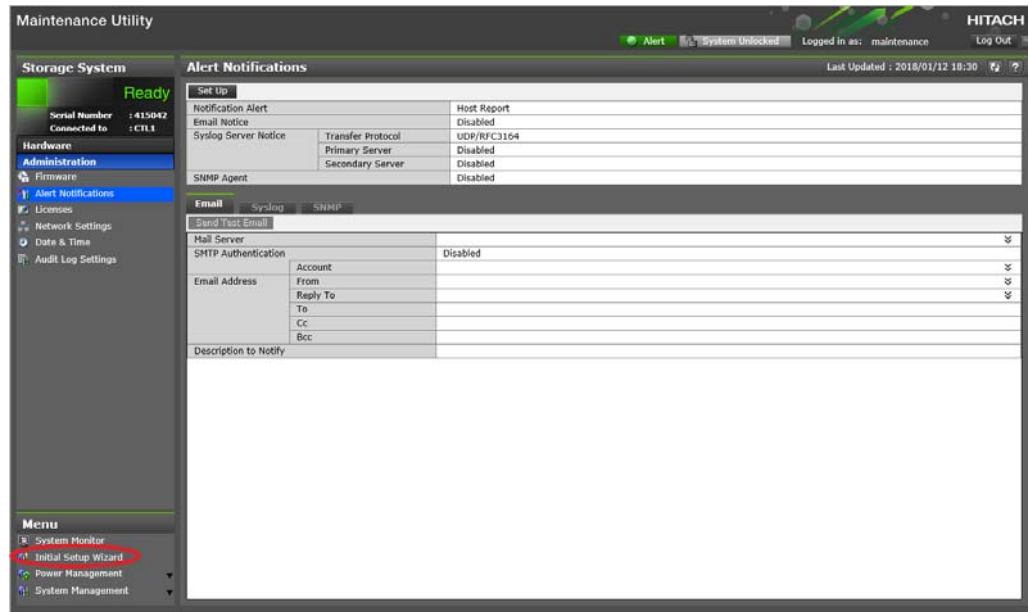 Maintenance Utility
HITACH
Alert
System Unlocked
Logged in as: maintenance
Log Out
Storage System
Ready
Serial Number : 415042
Connected to : CTL1
Hardware
Administration
Firmware
Alert Notifications
Licenses
Network Settings
Date & Time
Audit Log Settings
Menu
System Monitor
Initial Setup Wizard
Power Management
System Management
Alert Notifications
Last Updated : 2018/01/12 18:30
?
Set Up
Notification Alert Host Report
Email Notice Disabled
Syslog Server Notice Transfer Protocol UDP/RFC3164
Primary Server Disabled
Secondary Server Disabled
SNMP Agent Disabled
Email Syslog SNMP
Send Test Email
Mail Server
SMTP Authentication Disabled
Account
Email Address From
Reply To
To
Cc
Bcc
Description to Notify